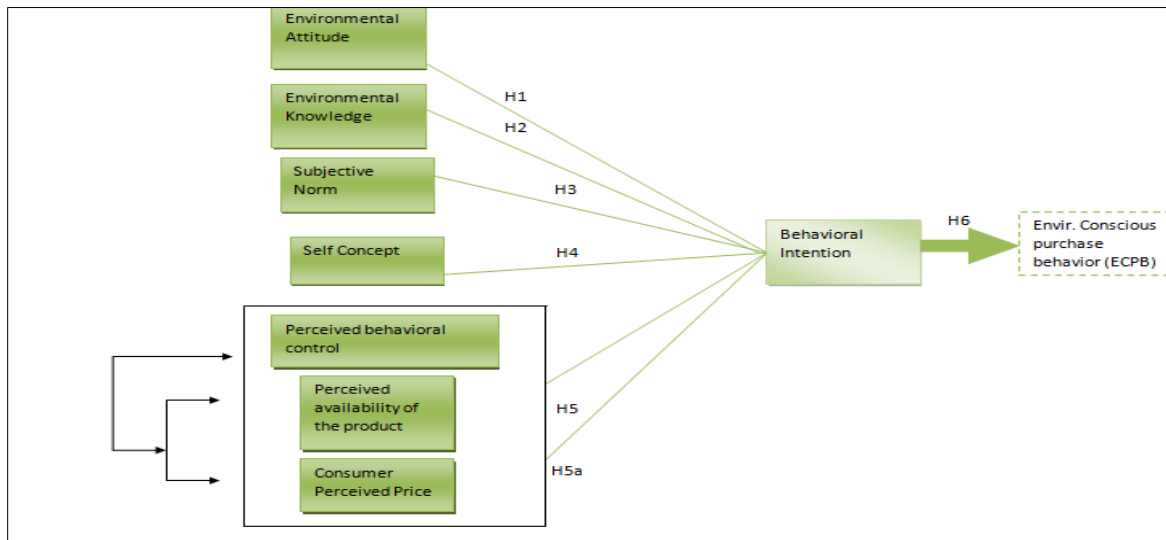 Environmental
Attitude
H1
Environmental
Knowledge
H2
Subjective
Norm
H3
Self Concept
H4
Behavioral
Intention
H6
Envir. Conscious
purchase
behavior (ECPB)
Perceived behavioral
control
Perceived
availability of
the product
H5
Consumer
Perceived Price
H5a